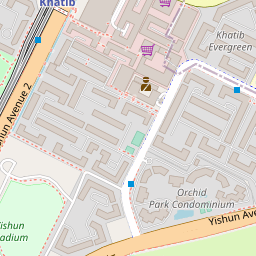 Khatib
Khatib
Evergreen
Yishun Avenue 2
Orchid
Park Condominium
Yishun Ave
Yishun
Stadium